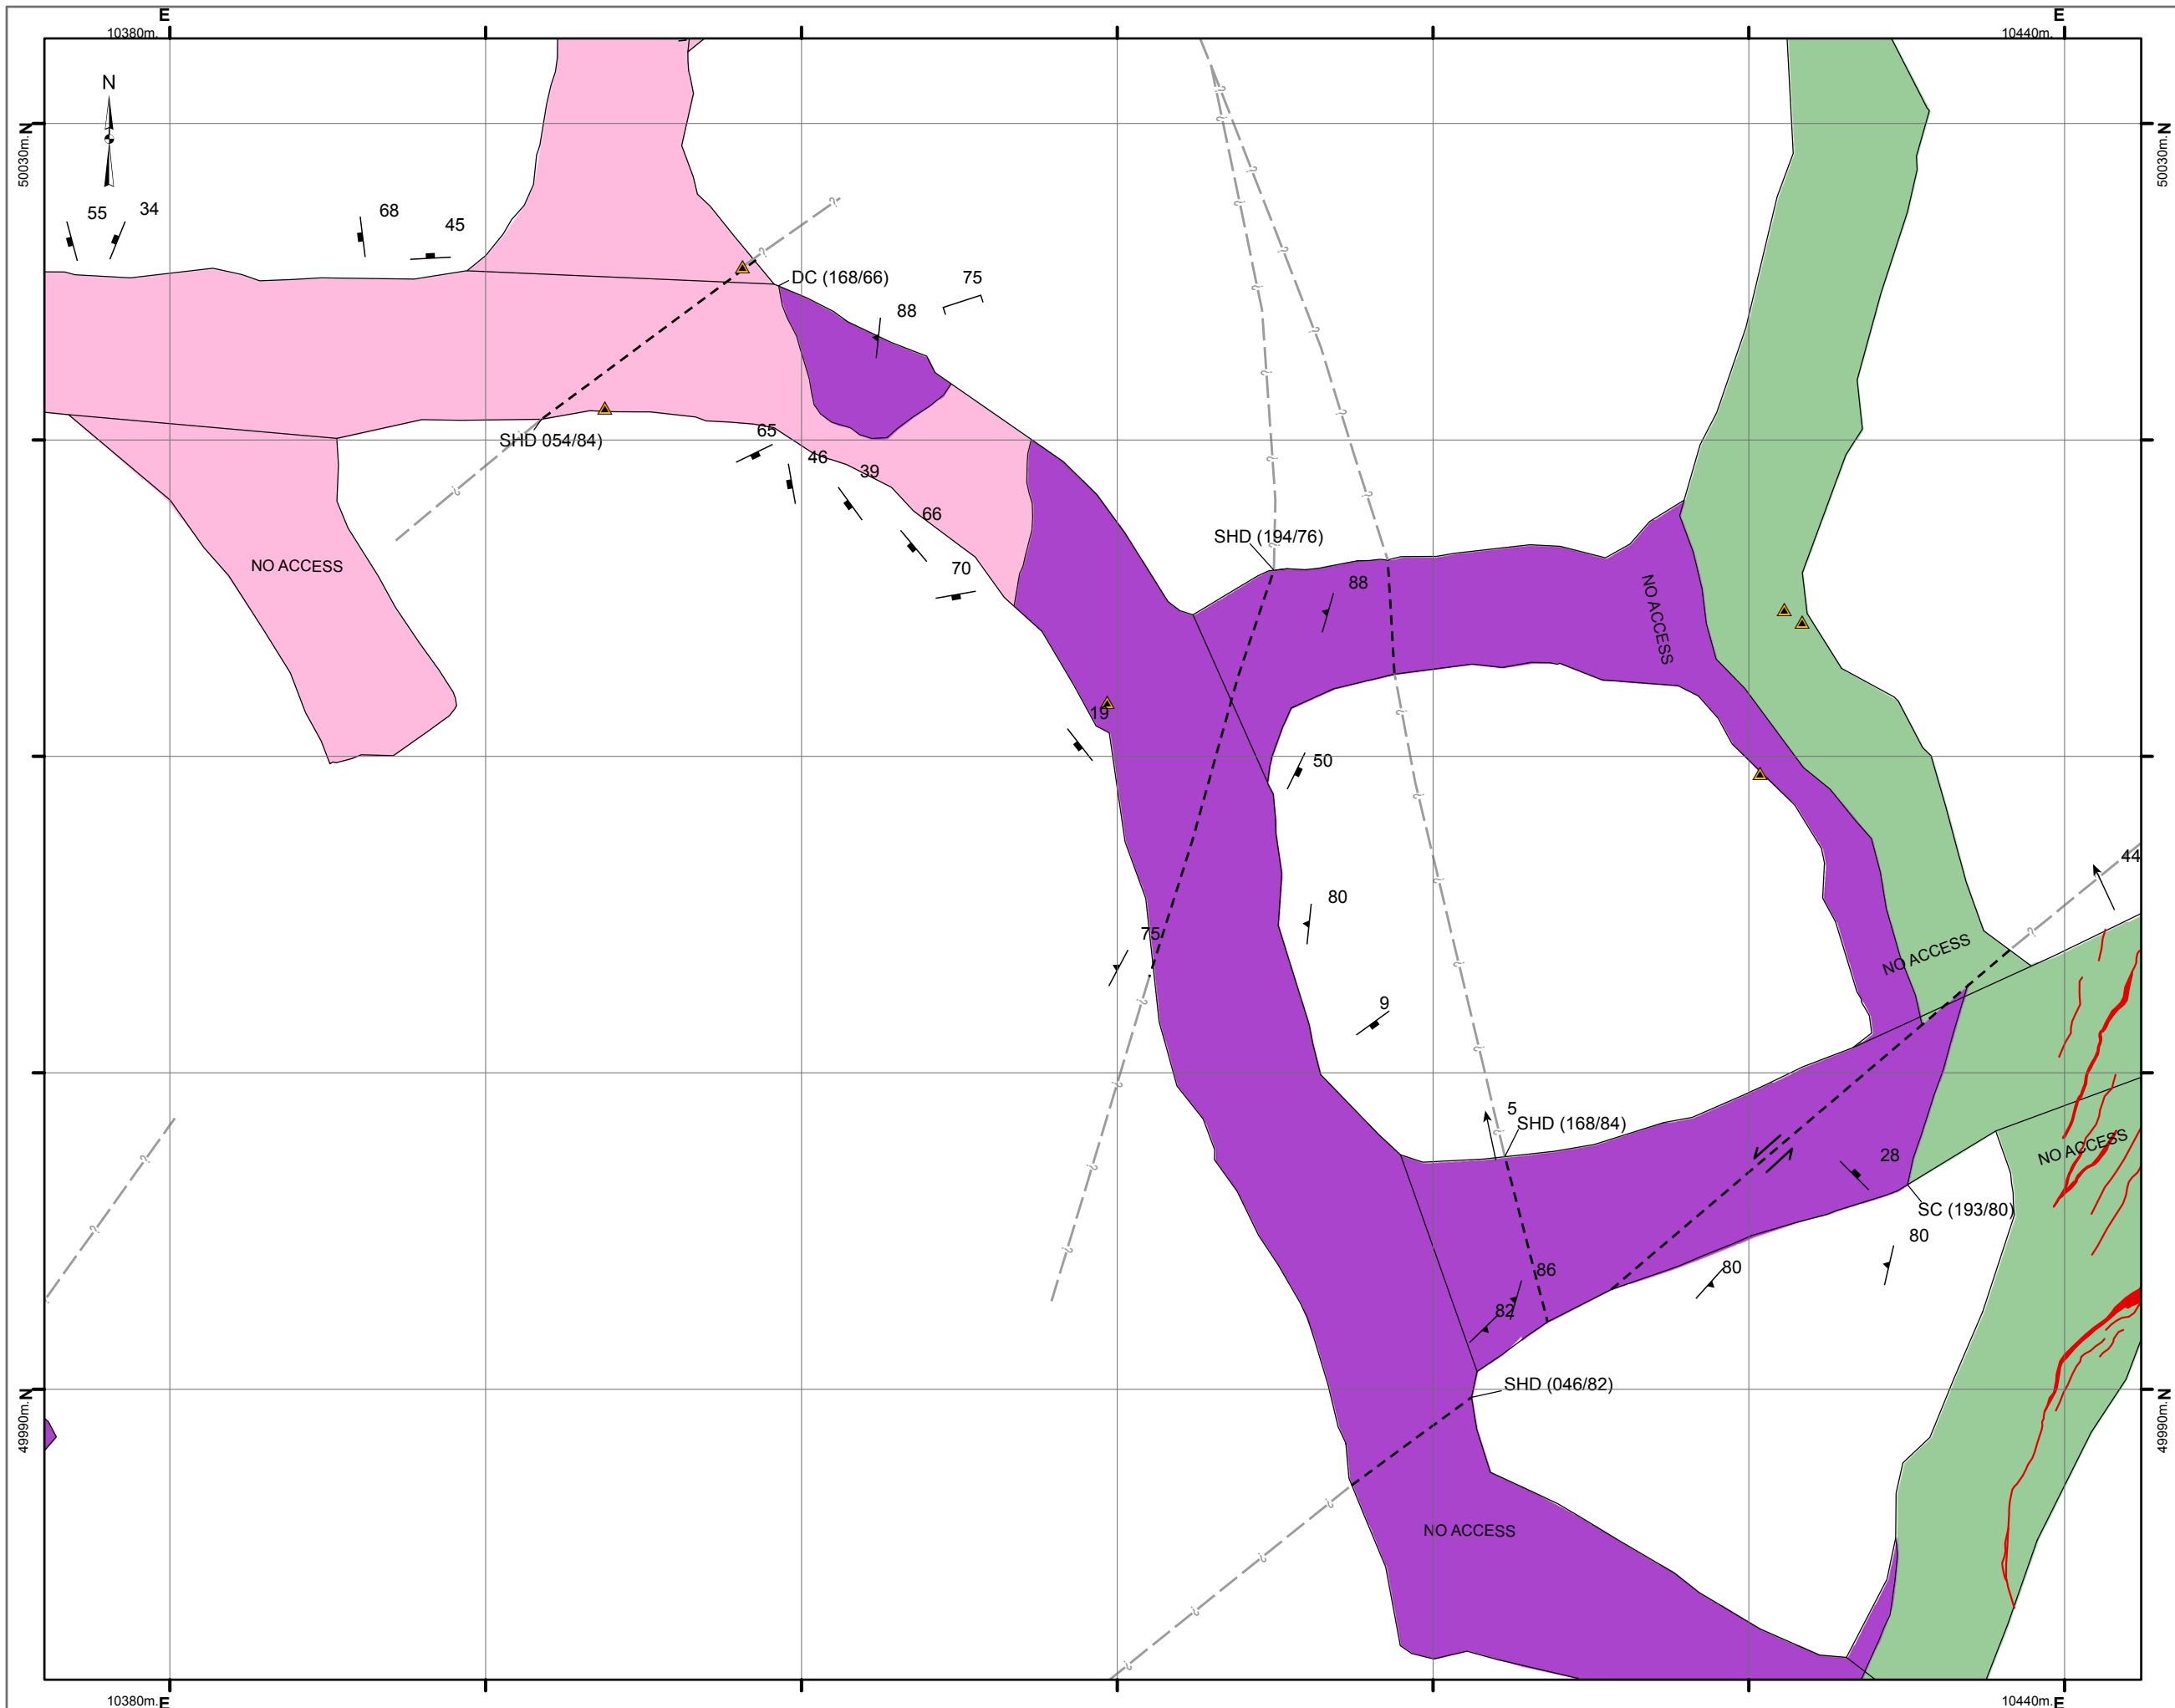 E
E
10380m.
10440m.
N
50030m.N
50030m.N
55
34
68
45
DC (168/66)
75
88
SHD 054/84)
65
46
39
66
70
NO ACCESS
SHD (194/76)
88
NO ACCESS
19
50
44
80
75
NO ACCESS
9
5
SHD (168/84)
NO ACCESS
28
SC (193/80)
80
86
80
82
SHD (046/82)
49990m.N
49990m.N
NO ACCESS
10380m.
E
10440m.
E